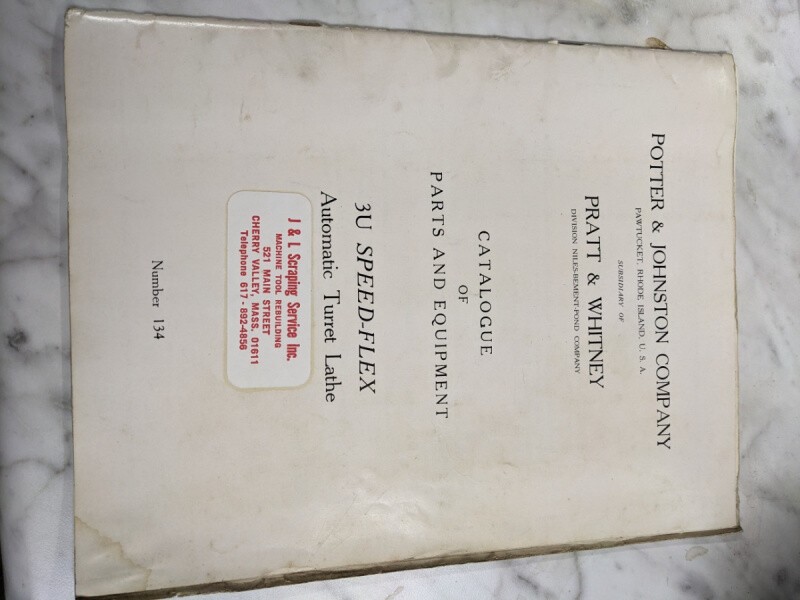 POTTER & JOHNSTON COMPANY
PAWTUCKET, RHODE ISLAND, U. S. A.
SUBSIDIARY OF
PRATT & WHITNEY
DIVISION NILES-BEMENT-POND COMPANY
CATALOGUE
OF
PARTS AND EQUIPMENT
3U SPEED-FLEX
Automatic Turret Lathe
J & L Scraping Service Inc.
MACHINE TOOL REBUILDING
521 MAIN STREET
CHERRY VALLEY, MASS. 01611
Telephone 617 - 892-4856
Number 134